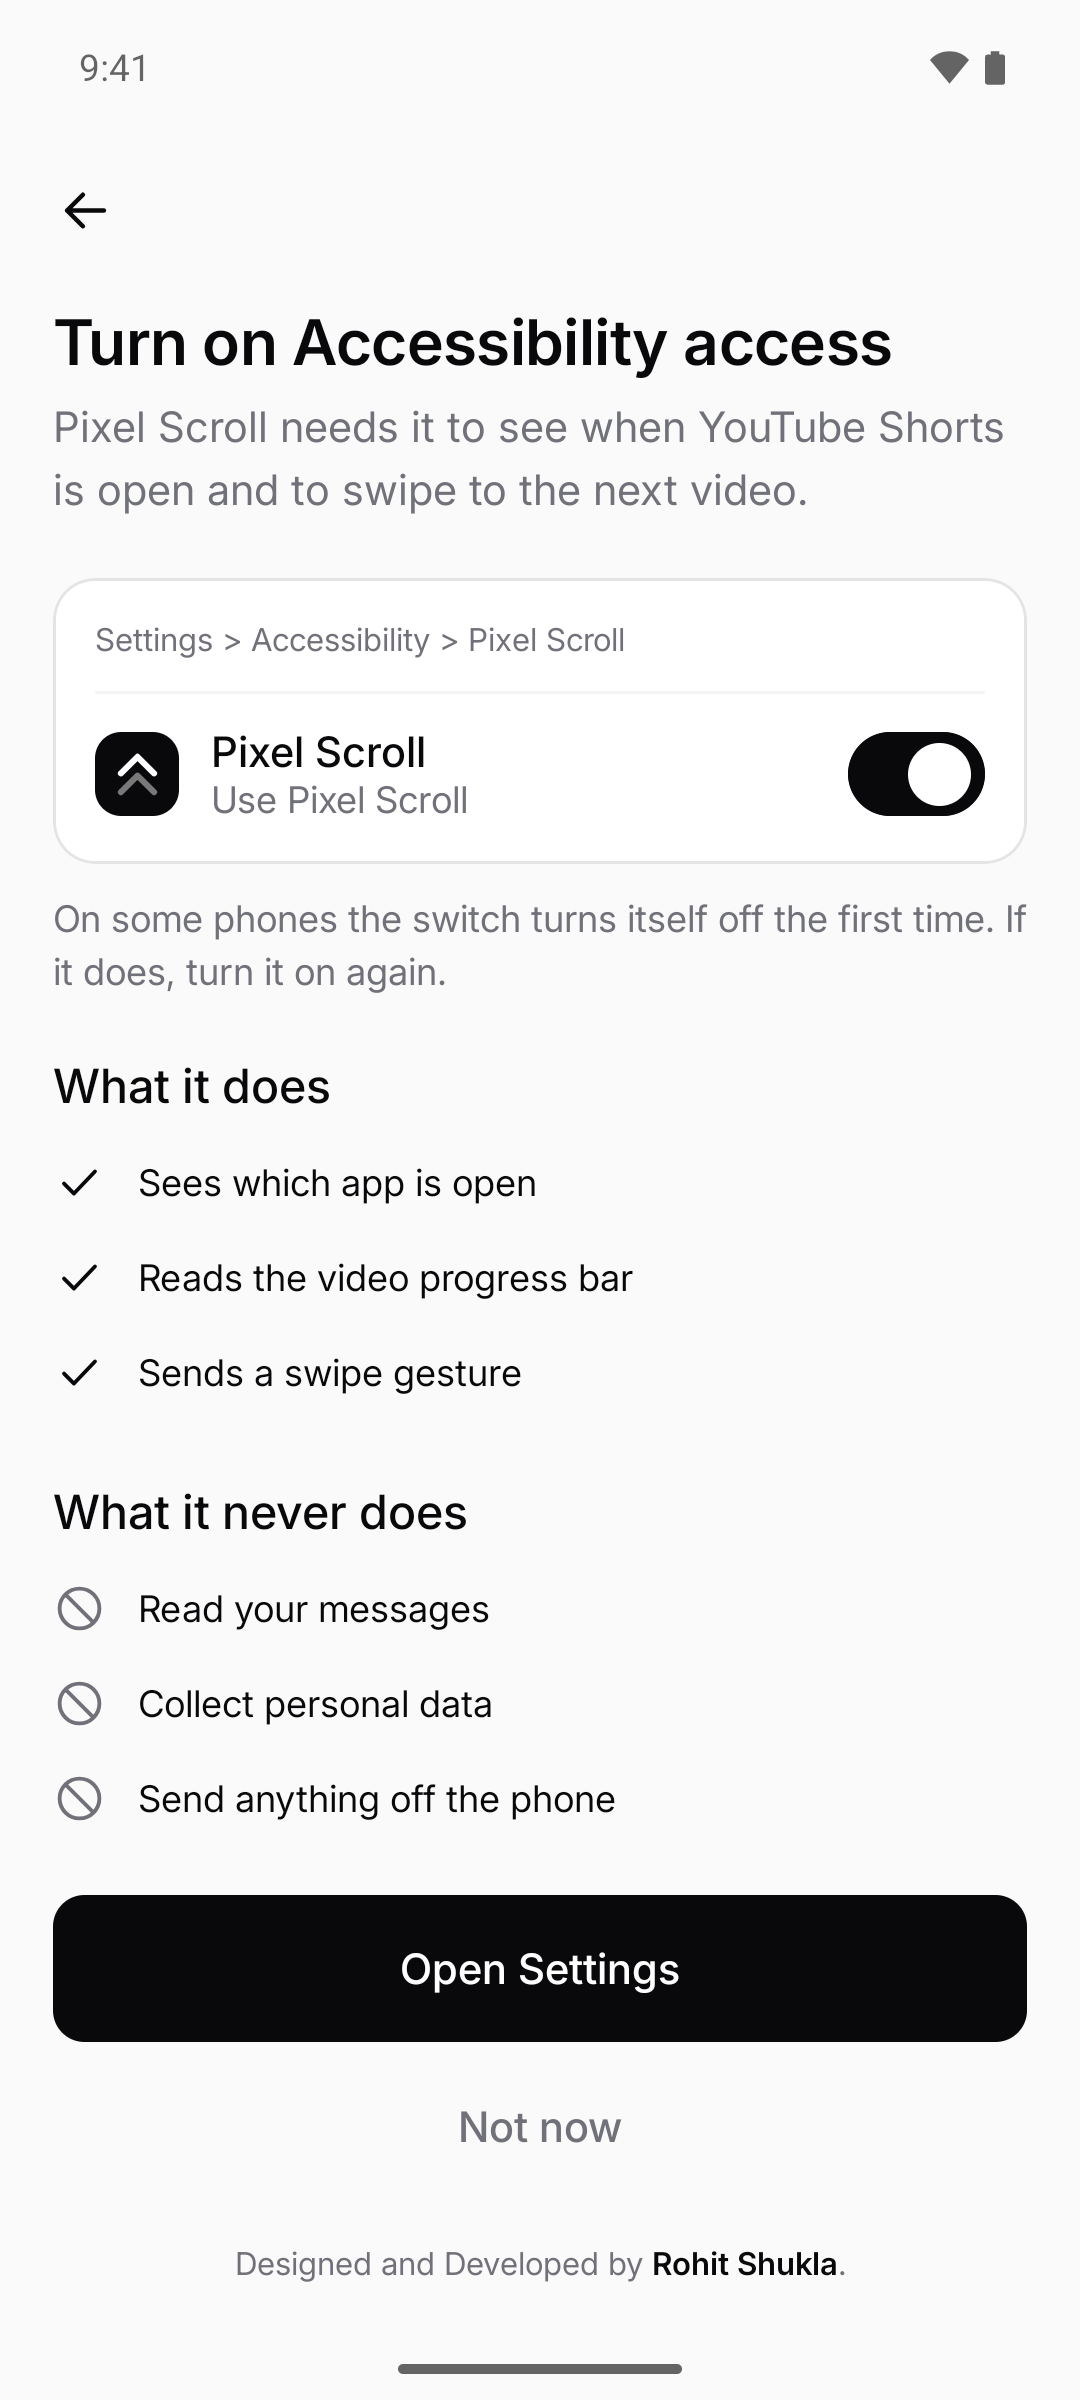 9:41
Turn on Accessibility access
Pixel Scroll needs it to see when YouTube Shorts
is open and to swipe to the next video.
Settings > Accessibility > Pixel Scroll
Pixel Scroll
Use Pixel Scroll
On some phones the switch turns itself off the first time. If
it does, turn it on again.
What it does
Sees which app is open
Reads the video progress bar
Sends a swipe gesture
What it never does
Read your messages
Collect personal data
Send anything off the phone
Open Settings
Not now
Designed and Developed by Rohit Shukla.